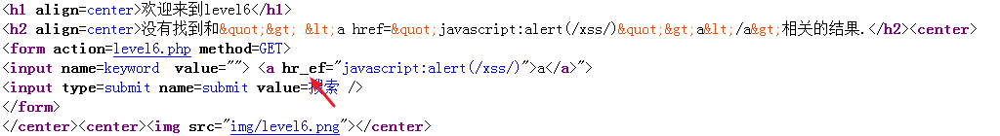 <h1 align=center>欢迎来到level6</h1>
<h2 align=center>没有找到和&quot;&gt; &lt;a href=&quot;javascript:alert(/xss/)&quot;&gt;a&lt;/a&gt;相关的结果.</h2><center>
<form action=level6.php method=GET>
<input name=keyword  value=""> <a hr_ef="javascript:alert(/xss/)">a</a>">
<input type=submit name=submit value=搜索 />
</form>
</center><center><img src="img/level6.png"></center>